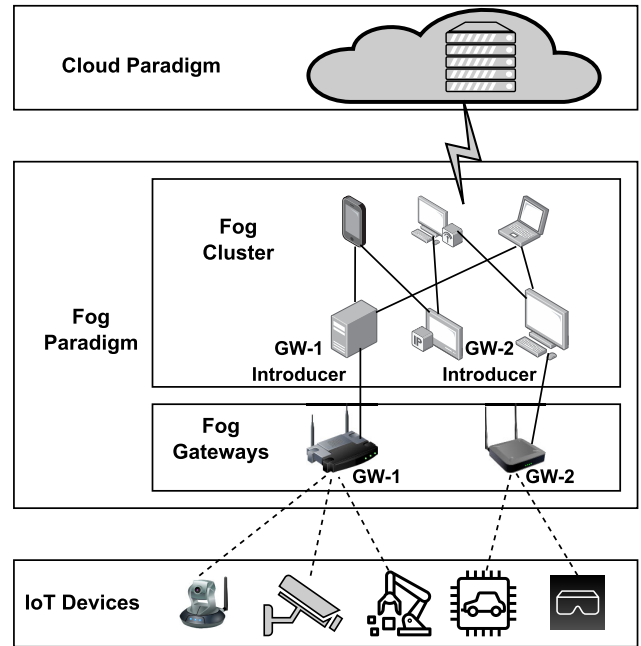 Cloud Paradigm
Fog
Cluster
Fog
Paradigm
GW-1
Introducer
GW-2
Introducer
IP
Fog
Gateways
GW-1
GW-2
IoT Devices